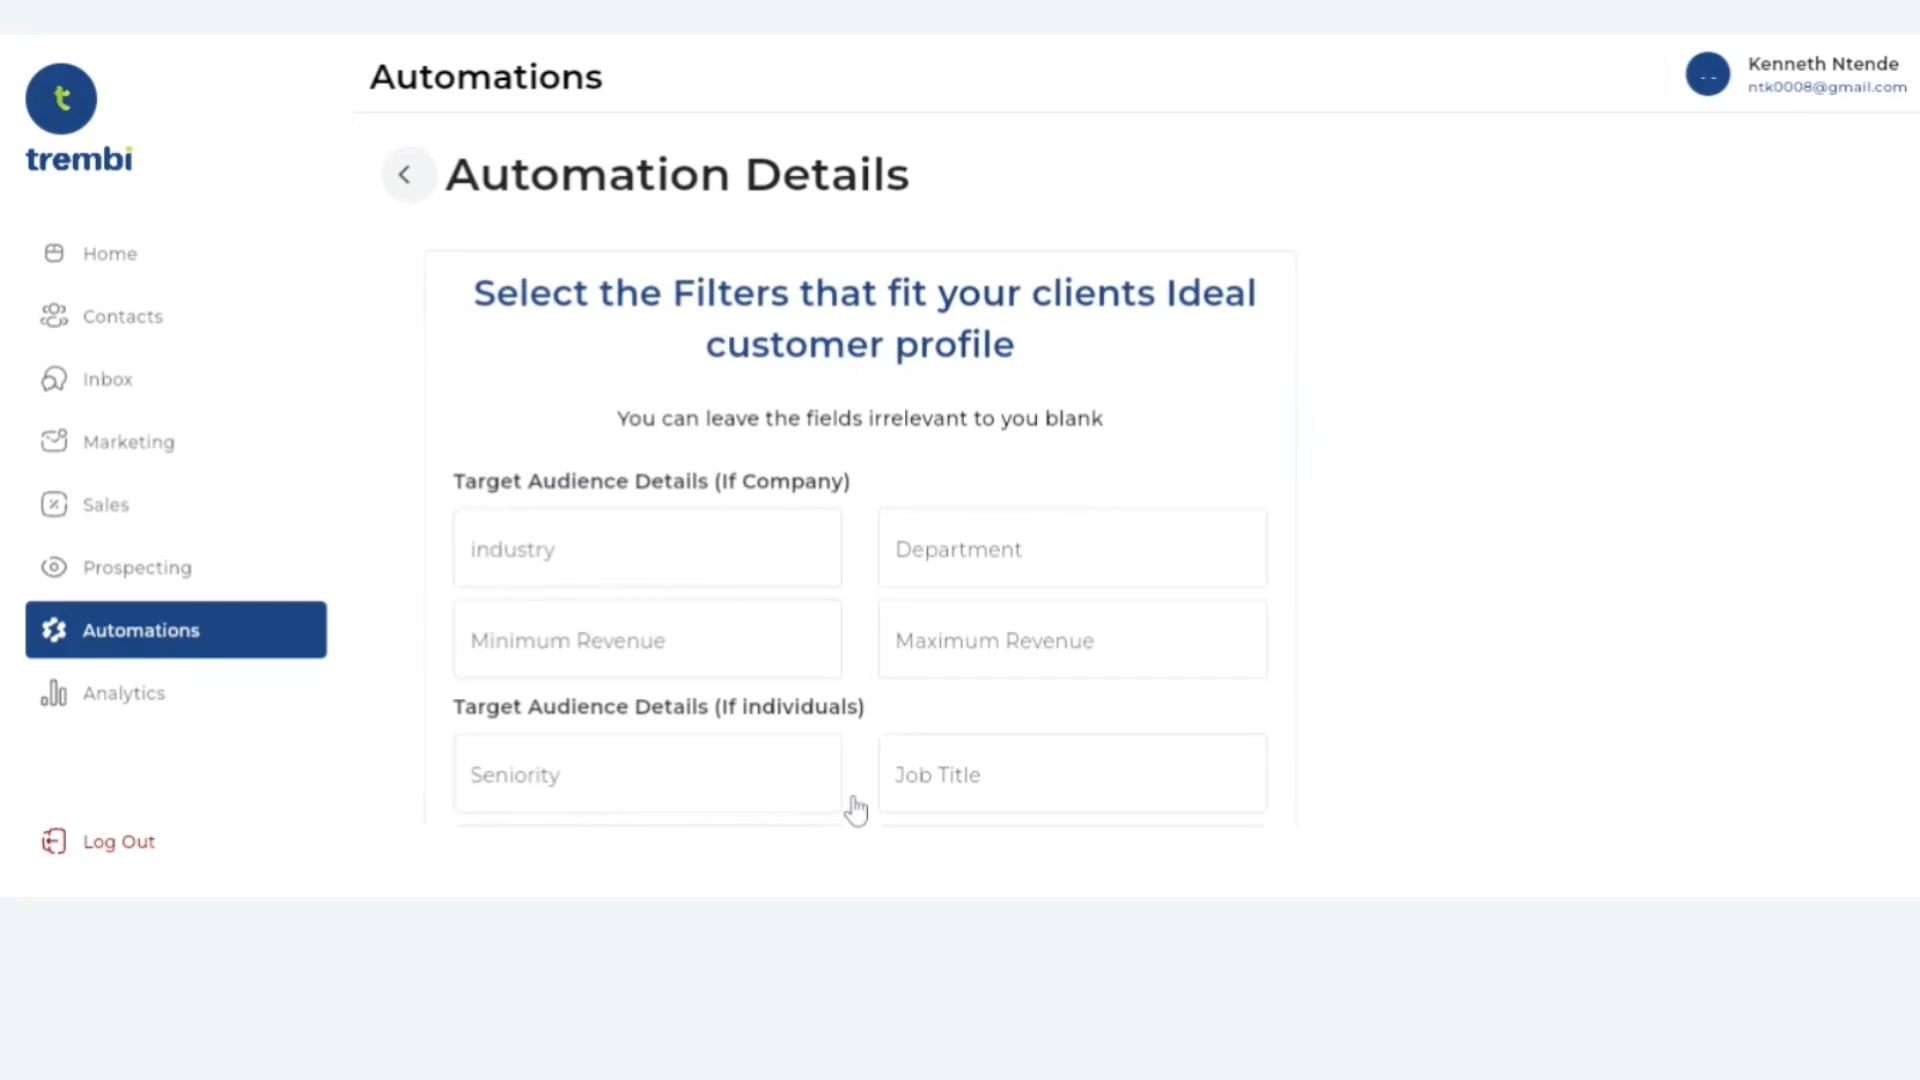 Automations
Kenneth Ntende
ntk0008@gmail.com
t
trembi
Automation Details
Home
Contacts
Inbox
Marketing
Sales
Prospecting
Automations
Analytics
Log Out
Select the Filters that fit your clients Ideal
customer profile
You can leave the fields irrelevant to you blank
Target Audience Details (If Company)
industry
Department
Minimum Revenue
Maximum Revenue
Target Audience Details (If individuals)
Seniority
Job Title